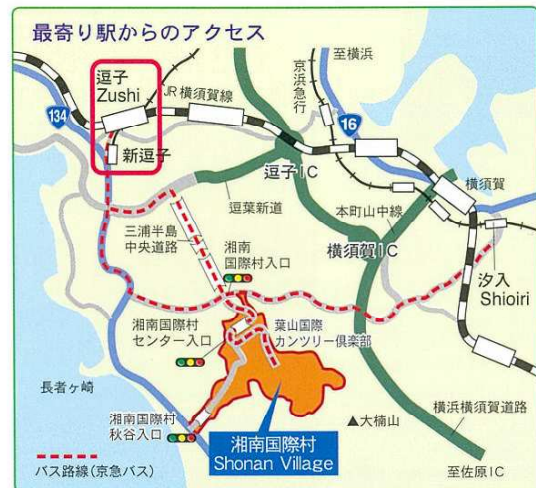 最寄り駅からのアクセス
至横浜
逗子
Zushi
134
JR横須賀線
京浜急行
16
新逗子
逗子IC
横須賀
逗葉新道
本町山中線
三浦半島
中央道路
湘南
国際村入口
横須賀IC
汐入
Shioiri
湘南国際村
センター入口
葉山国際
カンツリー倶楽部
長者ヶ崎
湘南国際村
秋谷入口
▲大楠山
横浜横須賀道路
湘南国際村
Shonan Village
バス路線(京急バス)
至佐原IC